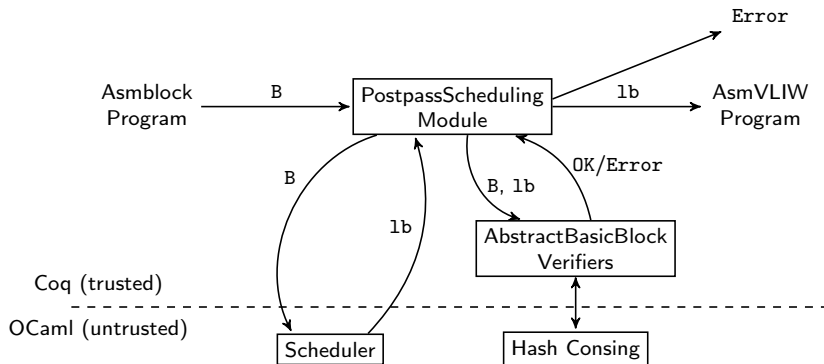 Error
Asmblock
Program
B
PostpassScheduling
Module
lb
AsmVLIW
Program
B
lb
B, lb
OK/Error
AbstractBasicBlock
Verifiers
Coq (trusted)
OCaml (untrusted)
Scheduler
Hash Consing